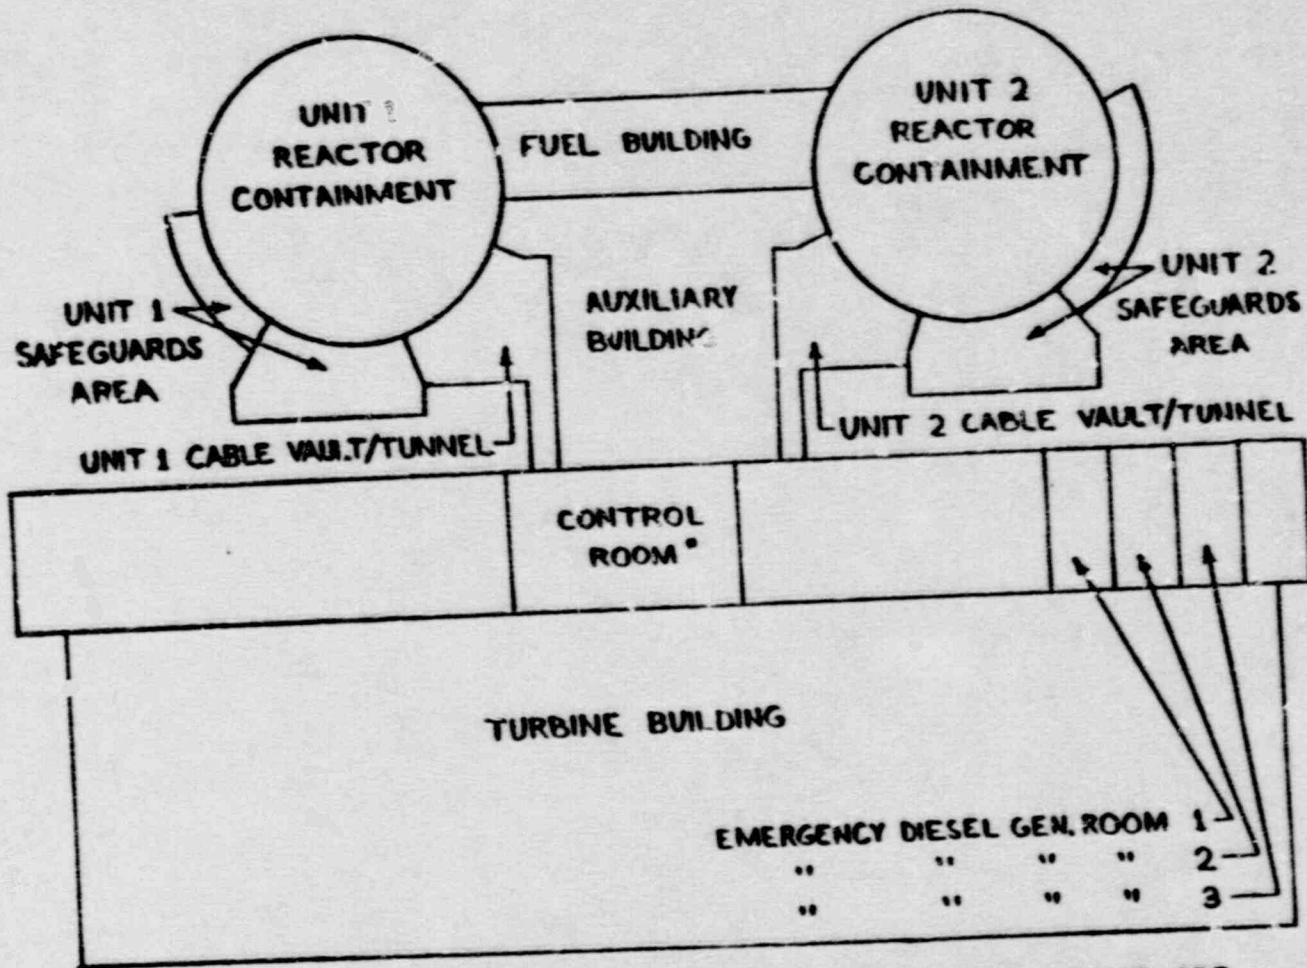 UNIT 1
REACTOR
CONTAINMENT
FUEL BUILDING
UNIT 2
REACTOR
CONTAINMENT
UNIT 1
SAFEGUARDS
AREA
AUXILIARY
BUILDING
UNIT 2
SAFEGUARDS
AREA
UNIT 1 CABLE VAULT/TUNNEL
UNIT 2 CABLE VAULT/TUNNEL
CONTROL
ROOM*
TURBINE BUILDING
EMERGENCY DIESEL GEN. ROOM 1
" " " " 2
" " " " 3